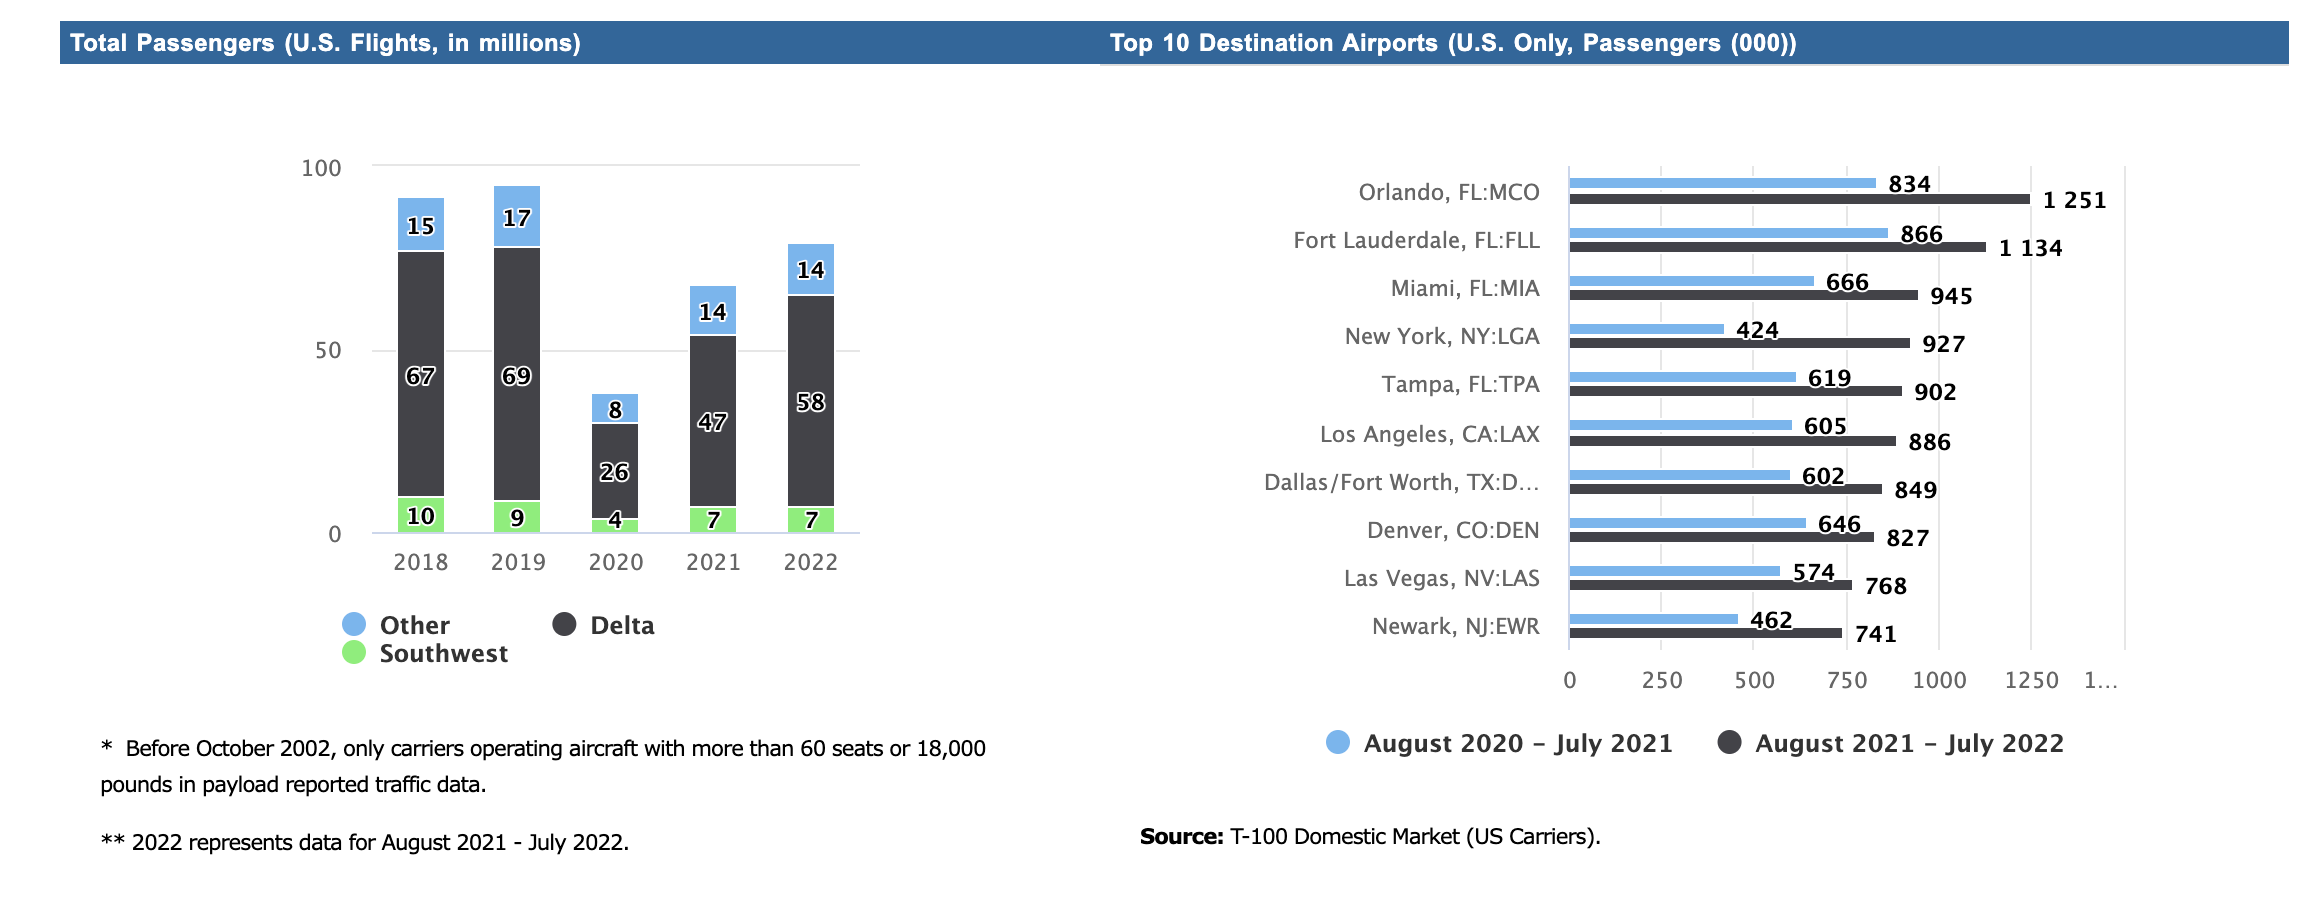 Total Passengers (U.S. Flights, in millions)
100
50
0
15
67
10
17
69
9
8
26
4
14
47
7
14
58
7
2018 2019 2020 2021 2022
Other Delta
Southwest
* Before October 2002, only carriers operating aircraft with more than 60 seats or 18,000
pounds in payload reported traffic data.
** 2022 represents data for August 2021 - July 2022.
Top 10 Destination Airports (U.S. Only, Passengers (000))
Orlando, FL:MCO 834 1 251
Fort Lauderdale, FL:FLL 866 1 134
Miami, FL:MIA 666 945
New York, NY:LGA 424 927
Tampa, FL:TPA 619 902
Los Angeles, CA:LAX 605 886
Dallas/Fort Worth, TX:D... 602 849
Denver, CO:DEN 646 827
Las Vegas, NV:LAS 574 768
Newark, NJ:EWR 462 741
0 250 500 750 1000 1250 1...
August 2020 – July 2021 August 2021 – July 2022
Source: T-100 Domestic Market (US Carriers).